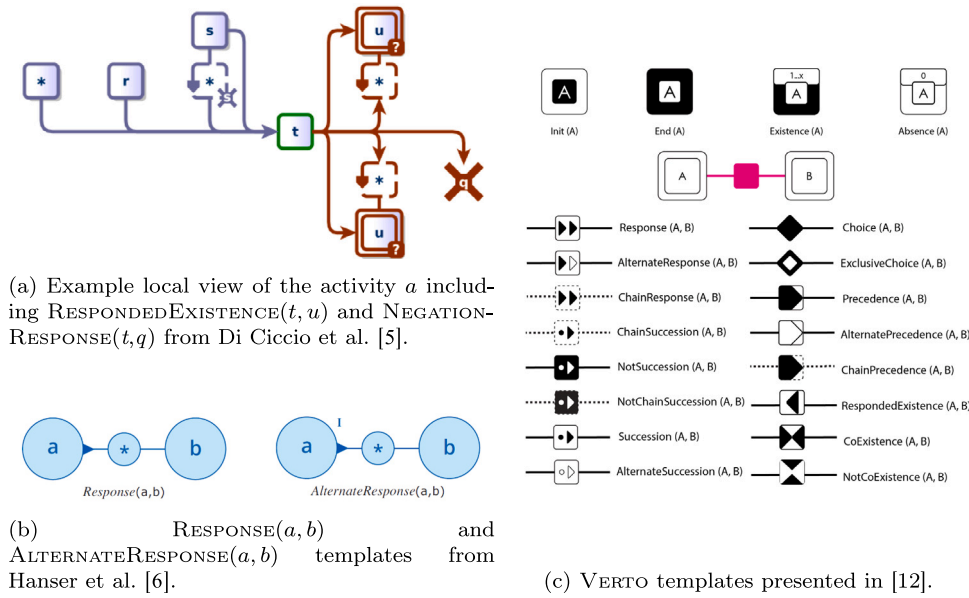 s
u
?
*
r
*
s
*
t
*
q
u
?
(a) Example local view of the activity a includ-
ing RESPONDEDEXISTENCE(t, u) and NEGATION-
RESPONSE(t,q) from Di Ciccio et al. [5].
a
*
b
Response(a,b)
I
a
*
b
AlternateResponse(a,b)
(b) RESPONSE(a, b) and
ALTERNATERESPONSE(a, b) templates from
Hanser et al. [6].
A
Init (A)
A
End (A)
1...x
A
Existence (A)
0
A
Absence (A)
A
B
Response (A, B)
AlternateResponse (A, B)
ChainResponse (A, B)
ChainSuccession (A, B)
NotSuccession (A, B)
NotChainSuccession (A, B)
Succession (A, B)
AlternateSuccession (A, B)
Choice (A, B)
ExclusiveChoice (A, B)
Precedence (A, B)
AlternatePrecedence (A, B)
ChainPrecedence (A, B)
RespondedExistence (A, B)
CoExistence (A, B)
NotCoExistence (A, B)
(c) VERTO templates presented in [12].